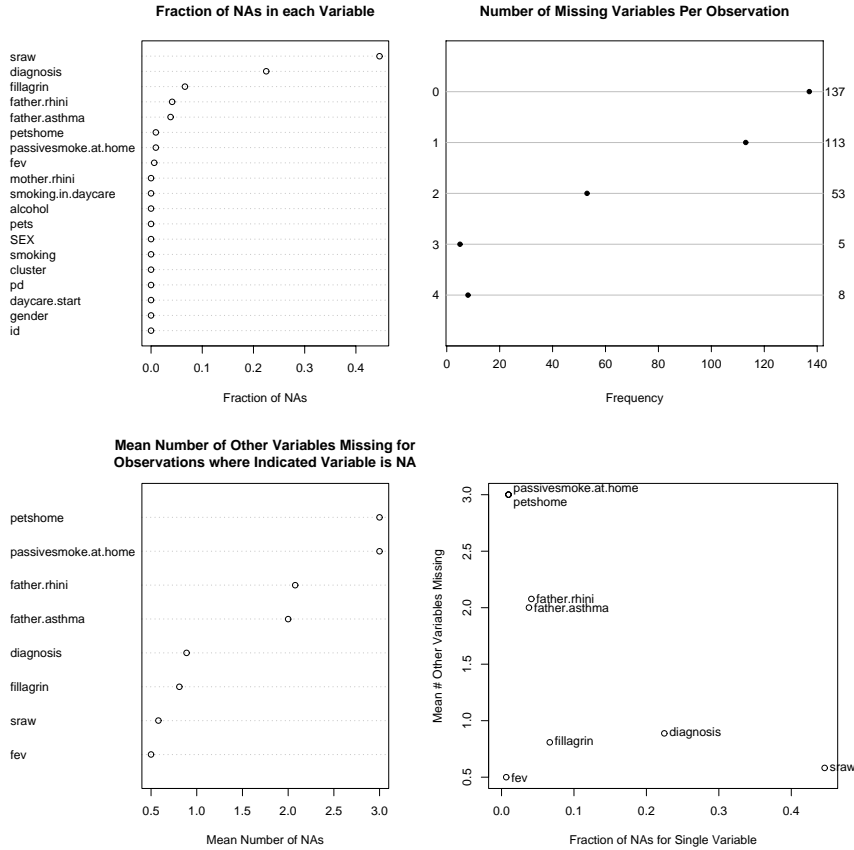 Fraction of NAs in each Variable
sraw
diagnosis
fillagrin
father.rhini
father.asthma
petshome
passivesmoke.at.home
fev
mother.rhini
smoking.in.daycare
alcohol
pets
SEX
smoking
cluster
pd
daycare.start
gender
id
0.0 0.1 0.2 0.3 0.4
Fraction of NAs
Number of Missing Variables Per Observation
0 137
1 113
2 53
3 5
4 8
0 20 40 60 80 100 120 140
Frequency
Mean Number of Other Variables Missing for
Observations where Indicated Variable is NA
petshome
passivesmoke.at.home
father.rhini
father.asthma
diagnosis
fillagrin
sraw
fev
0.5 1.0 1.5 2.0 2.5 3.0
Mean Number of NAs
Mean # Other Variables Missing
3.0
2.5
2.0
1.5
1.0
0.5
passivesmoke.at.home
petshome
father.rhini
father.asthma
diagnosis
fillagrin
sraw
fev
0.0 0.1 0.2 0.3 0.4
Fraction of NAs for Single Variable